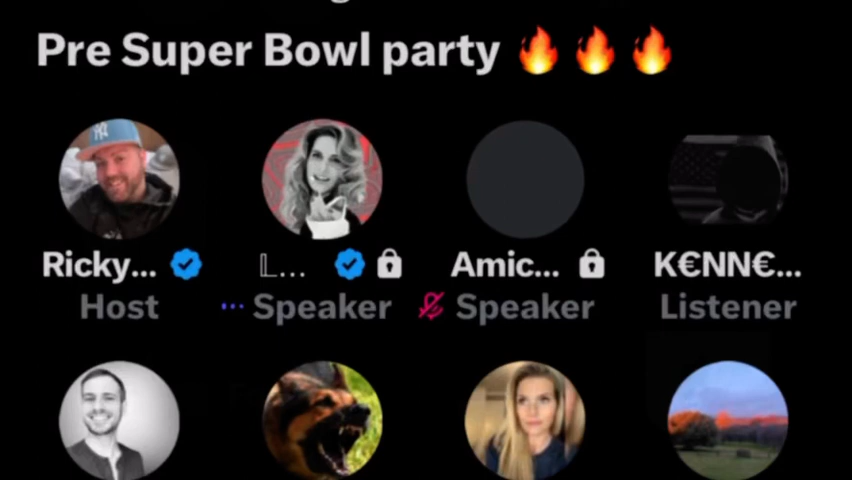 Pre Super Bowl party 🔥🔥🔥
Ricky... 𝕃... Amic... K€NN€...
Host Speaker Speaker Listener